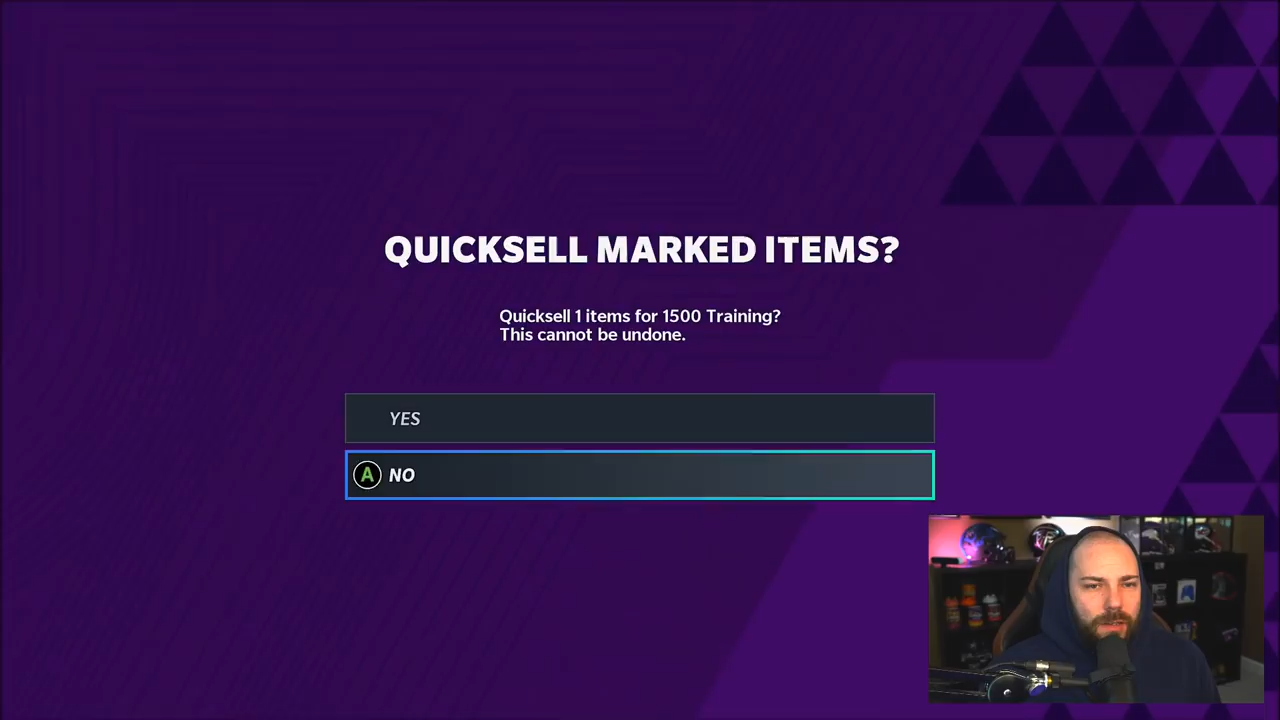 QUICKSELL MARKED ITEMS?
Quicksell 1 items for 1500 Training?
This cannot be undone.
YES
A NO